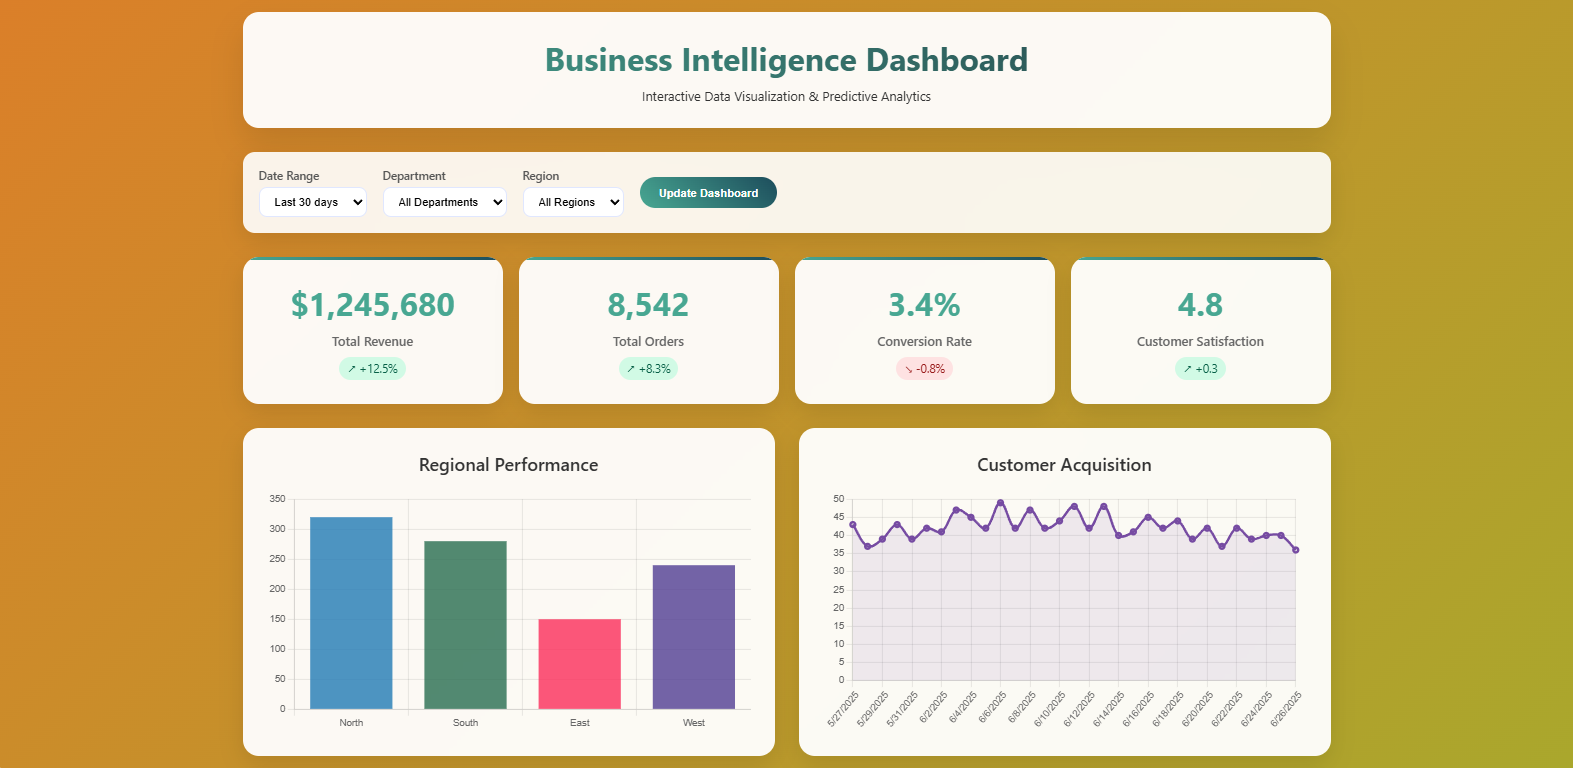 Business Intelligence Dashboard
Interactive Data Visualization & Predictive Analytics
Date Range Department Region
Last 30 days All Departments All Regions Update Dashboard
$1,245,680
Total Revenue
↗ +12.5%
8,542
Total Orders
↗ +8.3%
3.4%
Conversion Rate
↘ -0.8%
4.8
Customer Satisfaction
↗ +0.3
Regional Performance
350
300
250
200
150
100
50
0
North South East West
Customer Acquisition
50
45
40
35
30
25
20
15
10
5
0
5/27/2025 5/29/2025 5/31/2025 6/2/2025 6/4/2025 6/6/2025 6/8/2025 6/10/2025 6/12/2025 6/14/2025 6/16/2025 6/18/2025 6/20/2025 6/22/2025 6/24/2025 6/26/2025